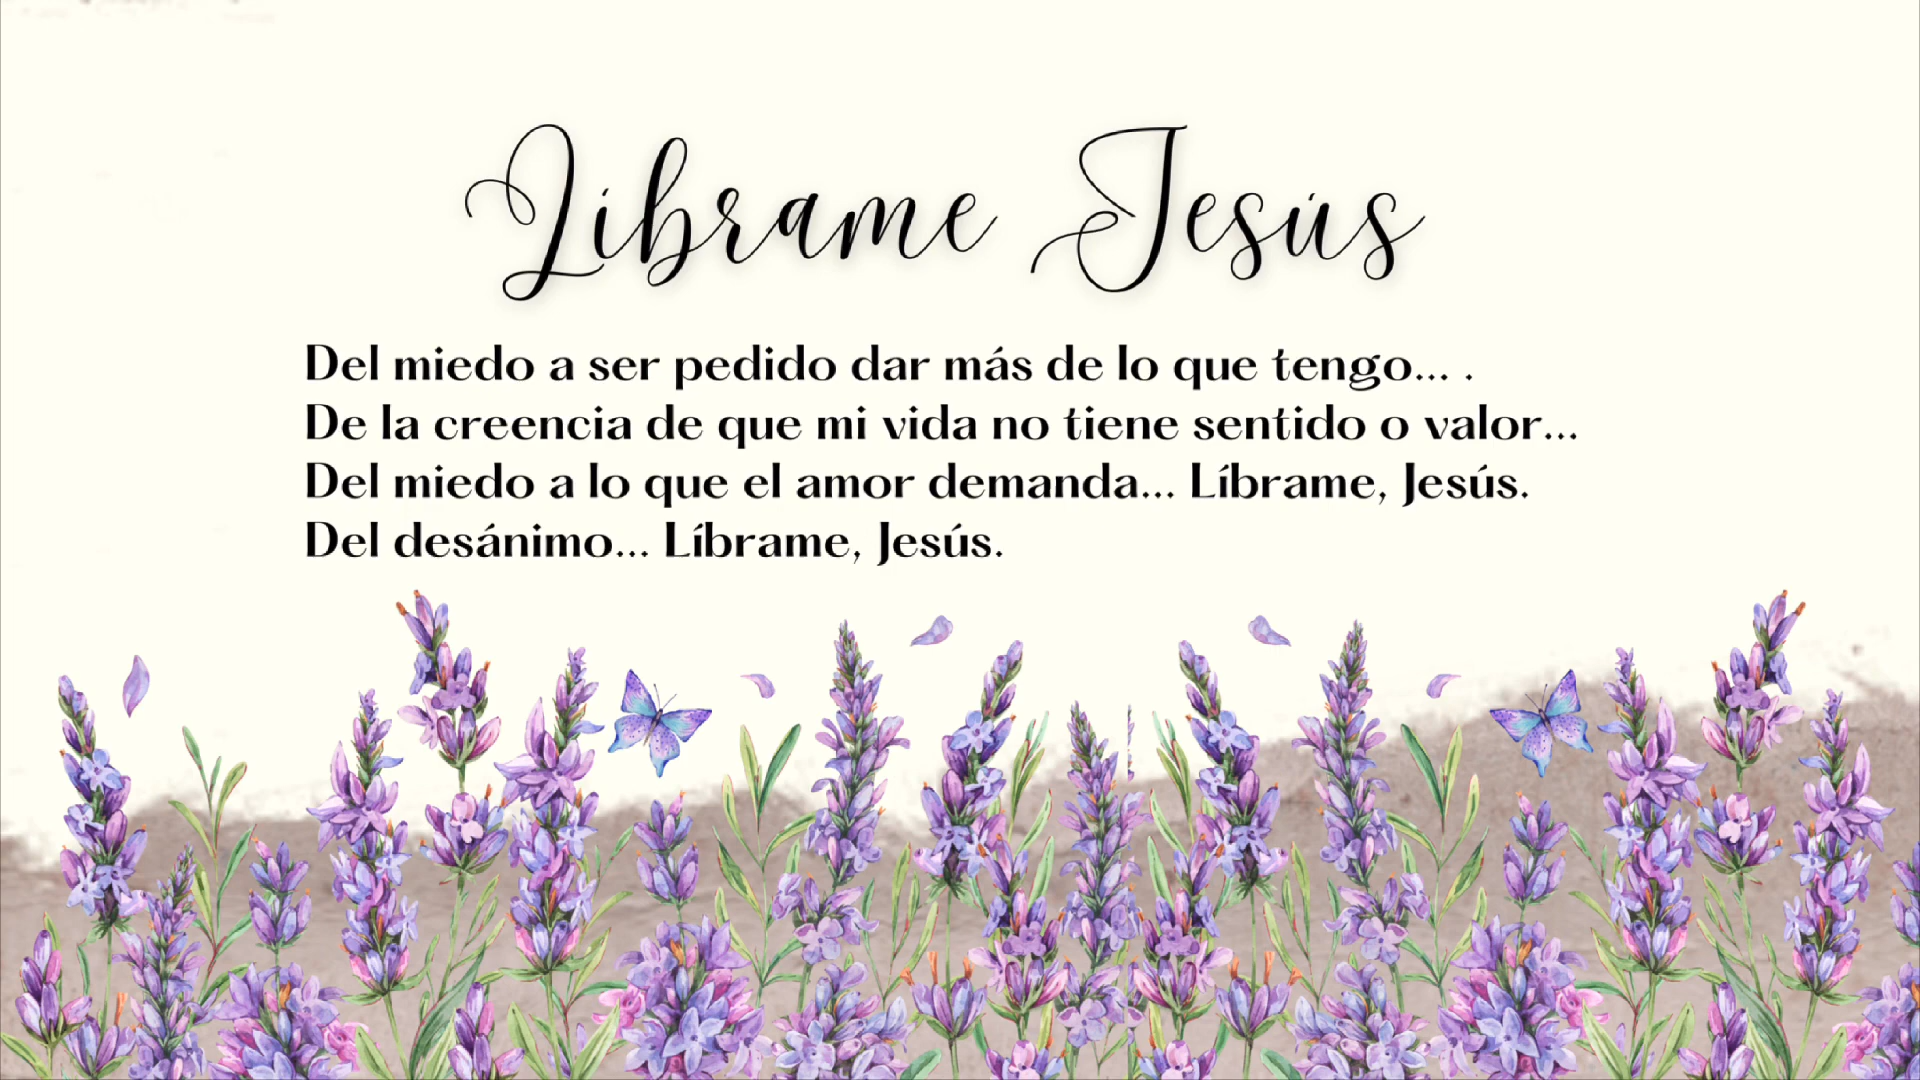 Líbrame Jesús
Del miedo a ser pedido dar más de lo que tengo... .
De la creencia de que mi vida no tiene sentido o valor...
Del miedo a lo que el amor demanda... Líbrame, Jesús.
Del desánimo... Líbrame, Jesús.